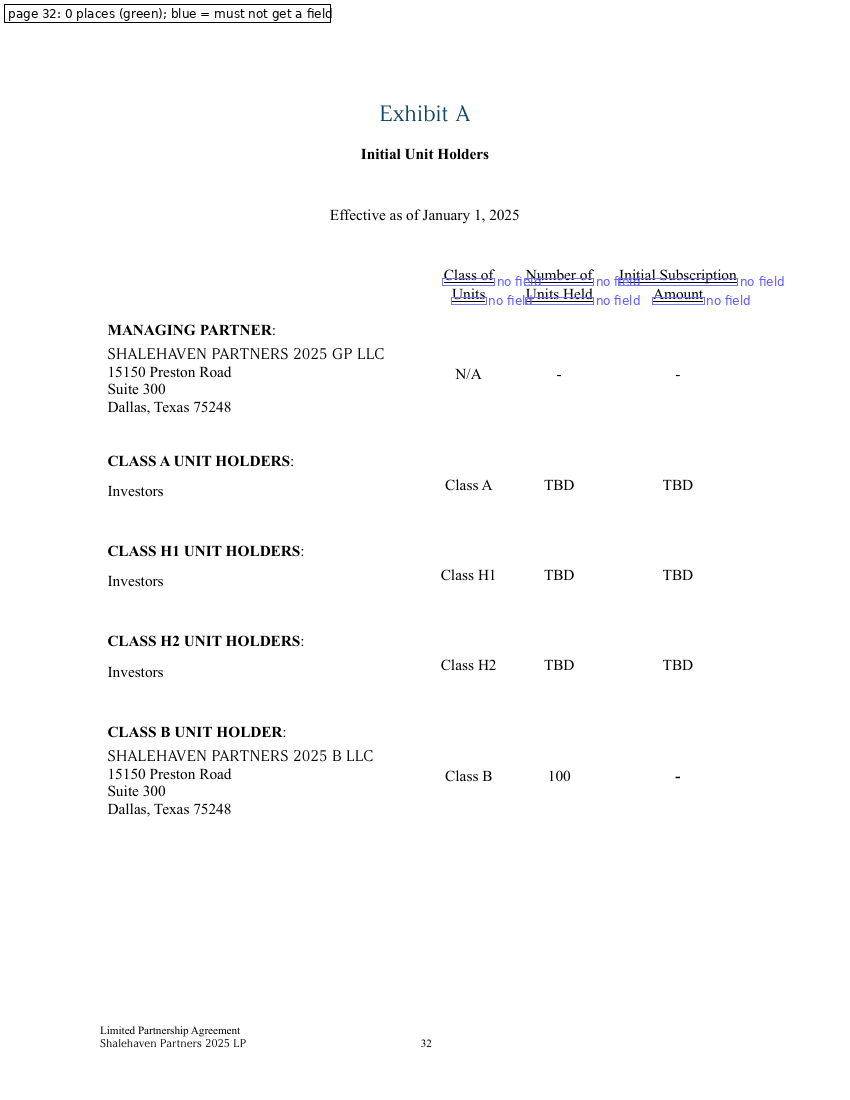 page 32: 0 places (green); blue = must not get a field
Exhibit A
Initial Unit Holders
Effective as of January 1, 2025
Class of Number of Initial Subscription
no field no field no field
Units Units Held Amount
no field no field no field
MANAGING PARTNER:
SHALEHAVEN PARTNERS 2025 GP LLC
15150 Preston Road
N/A - -
Suite 300
Dallas, Texas 75248
CLASS A UNIT HOLDERS:
Class A TBD TBD
Investors
CLASS H1 UNIT HOLDERS:
Class H1 TBD TBD
Investors
CLASS H2 UNIT HOLDERS:
Class H2 TBD TBD
Investors
CLASS B UNIT HOLDER:
SHALEHAVEN PARTNERS 2025 B LLC
15150 Preston Road
Class B 100 -
Suite 300
Dallas, Texas 75248
Limited Partnership Agreement
Shalehaven Partners 2025 LP 32